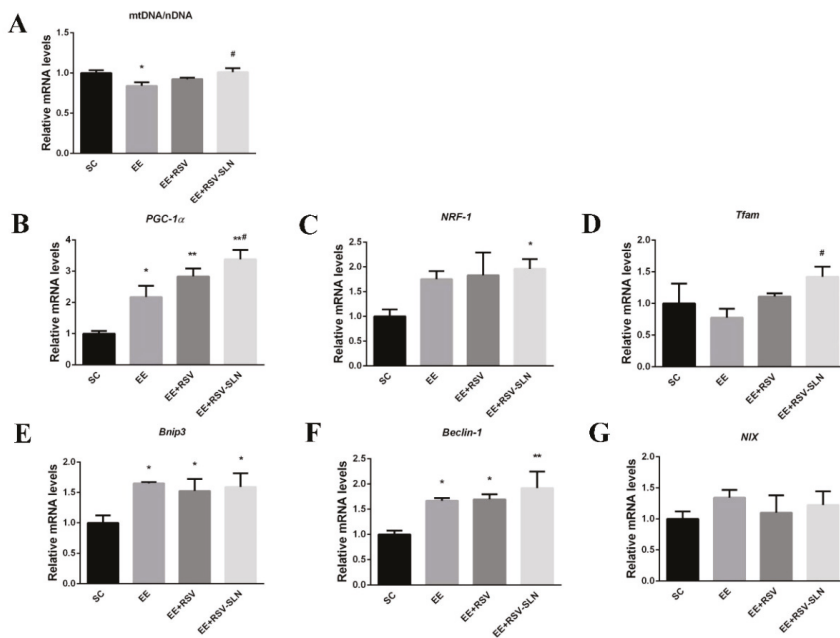 A
mtDNA/nDNA
Relative mRNA levels
1.5
1.0
0.5
0.0
*
#
SC
EE
EE+RSV
EE+RSV-SLN
B
PGC-1α
Relative mRNA levels
4
3
2
1
0
*
**
**#
SC
EE
EE+RSV
EE+RSV-SLN
C
NRF-1
Relative mRNA levels
2.5
2.0
1.5
1.0
0.5
0.0
*
SC
EE
EE+RSV
EE+RSV-SLN
D
Tfam
Relative mRNA levels
2.0
1.5
1.0
0.5
0.0
#
SC
EE
EE+RSV
EE+RSV-SLN
E
Bnip3
Relative mRNA levels
2.0
1.5
1.0
0.5
0.0
*
*
*
SC
EE
EE+RSV
EE+RSV-SLN
F
Beclin-1
Relative mRNA levels
2.5
2.0
1.5
1.0
0.5
0.0
*
*
**
SC
EE
EE+RSV
EE+RSV-SLN
G
NIX
Relative mRNA levels
2.0
1.5
1.0
0.5
0.0
SC
EE
EE+RSV
EE+RSV-SLN